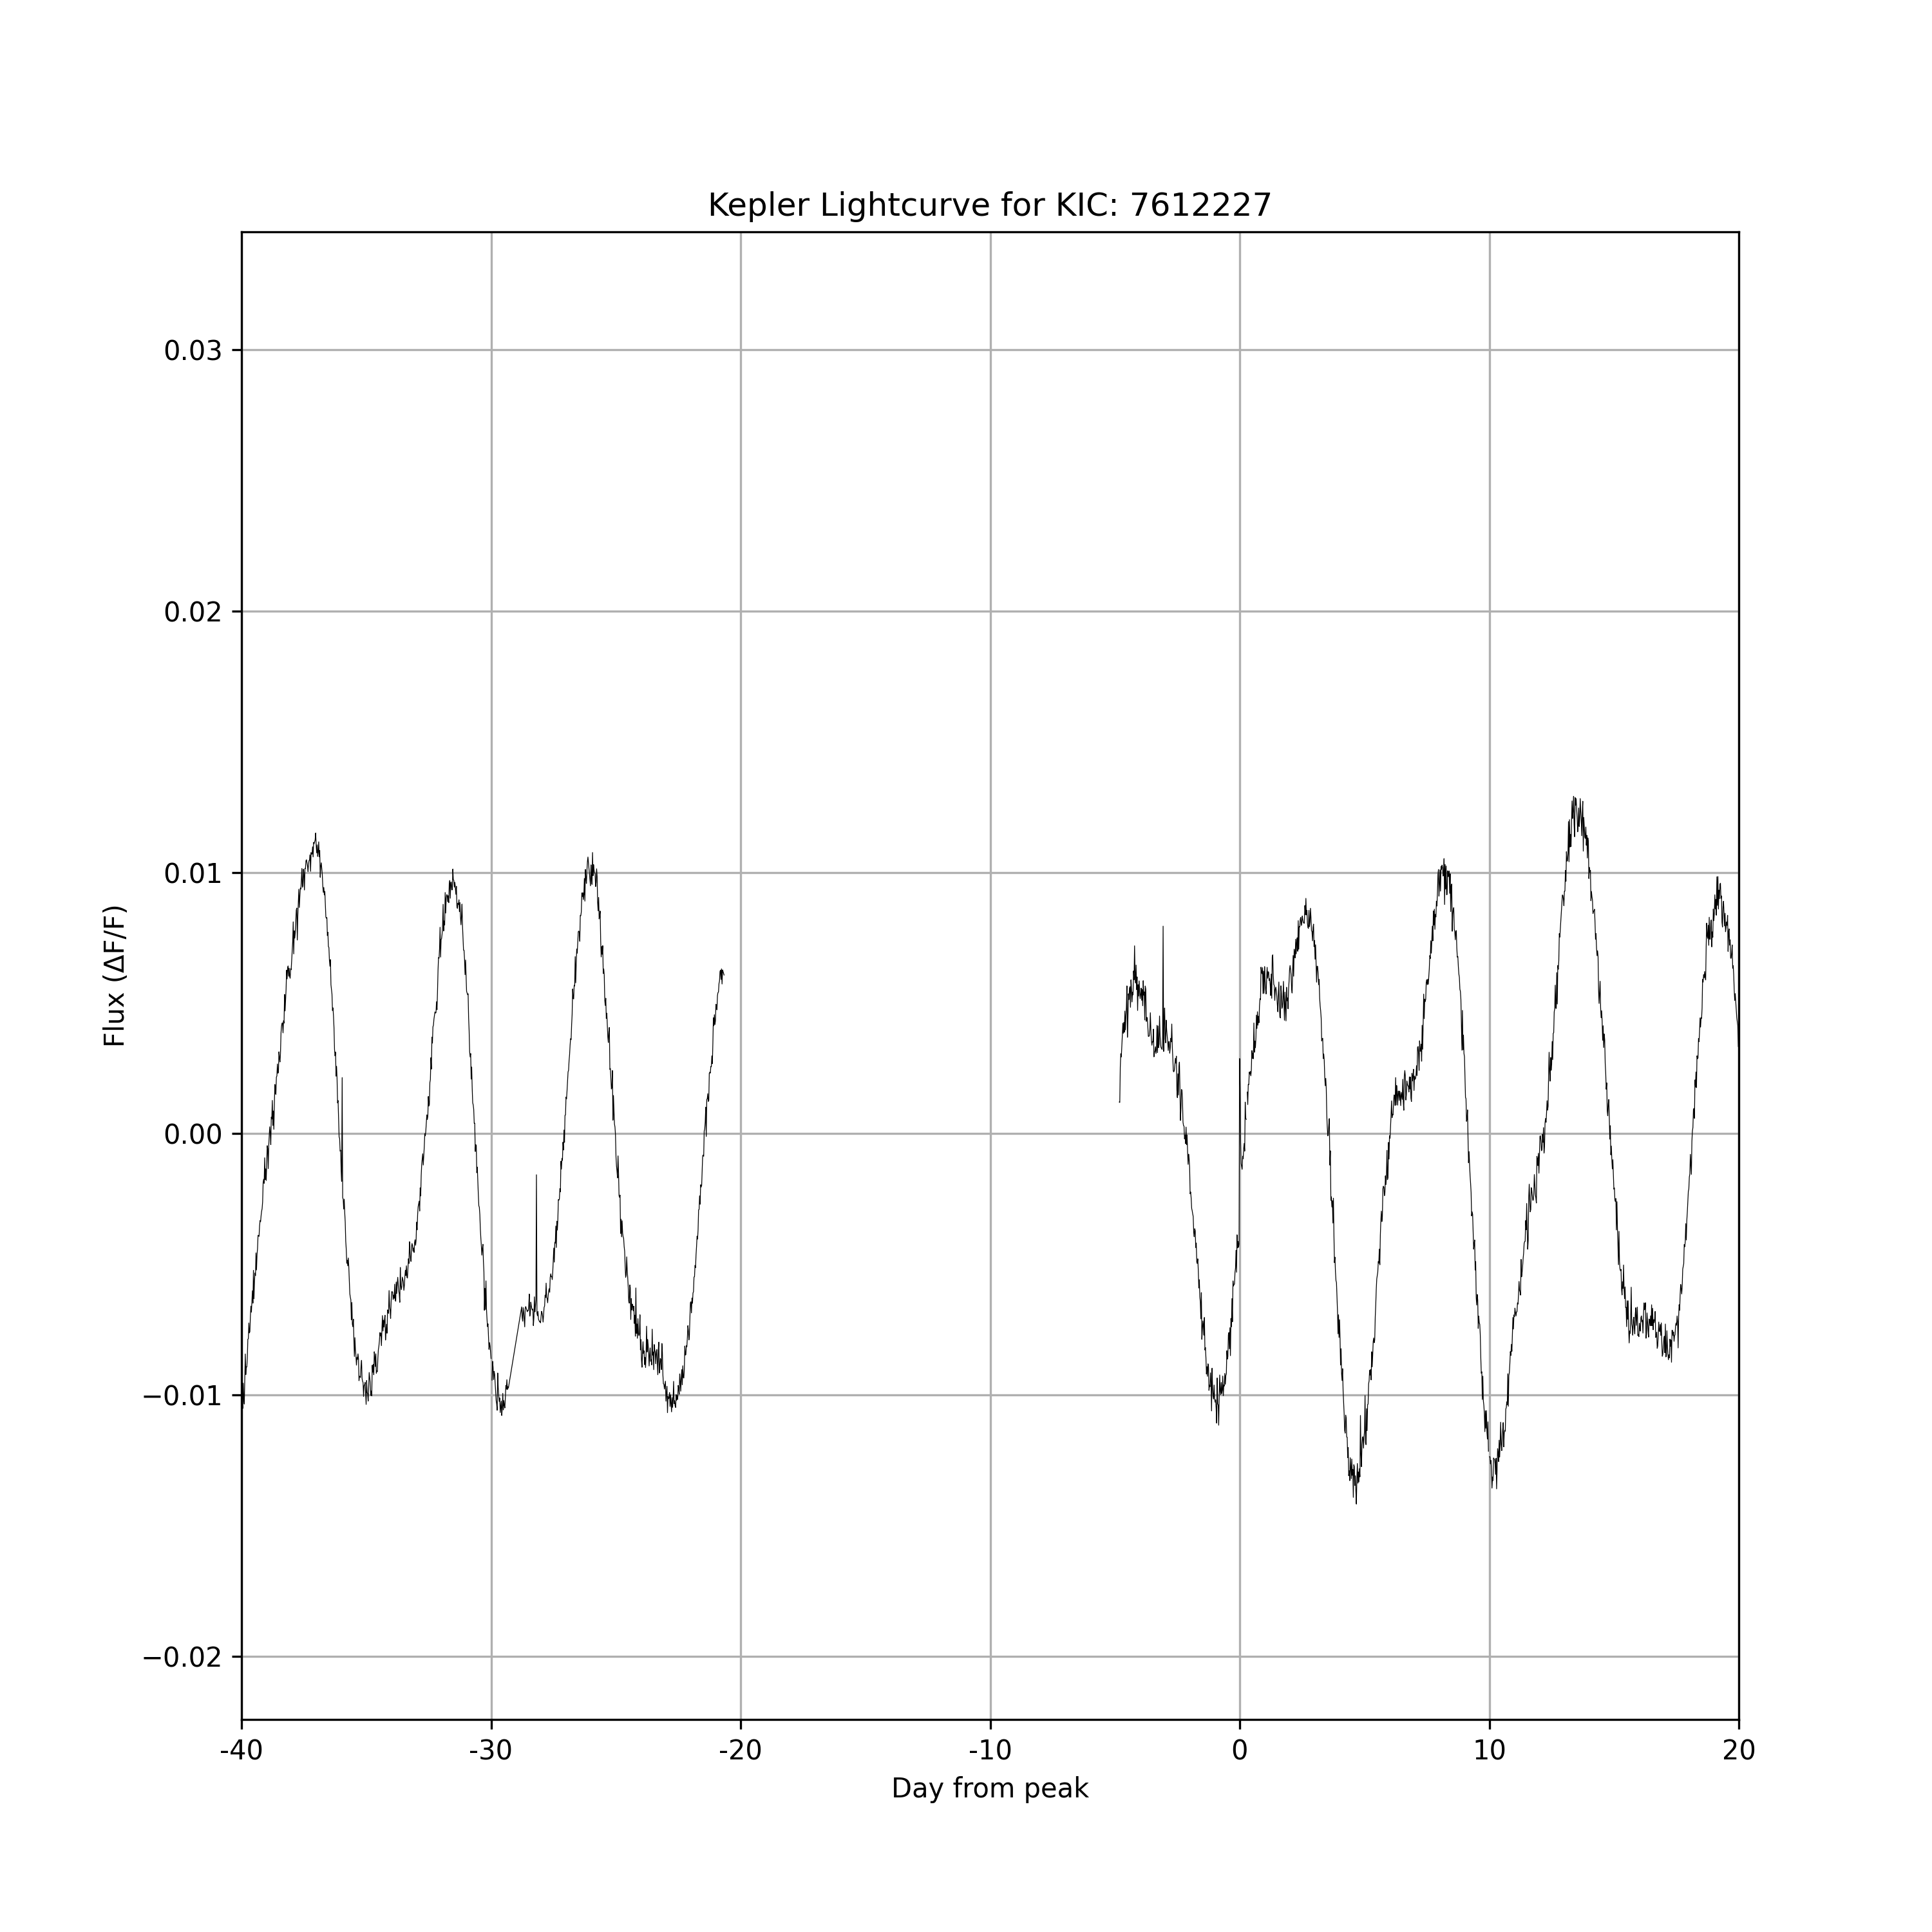 Kepler Lightcurve for KIC: 7612227
0.03
0.02
0.01
0.00
−0.01
−0.02
Flux (ΔF/F)
-40 -30 -20 -10 0 10 20
Day from peak